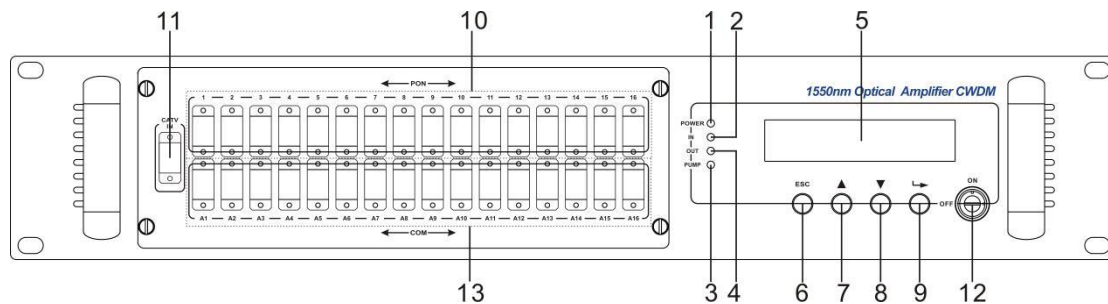 11 10 1 2 5
PON
1 2 3 4 5 6 7 8 9 10 11 12 13 14 15 16
1550nm Optical Amplifier CWDM
CATV
IN
POWER
IN
OUT
PUMP
ESC ▲ ▼ ON
OFF
A1 A2 A3 A4 A5 A6 A7 A8 A9 A10 A11 A12 A13 A14 A15 A16
COM
13 3 4 6 7 8 9 12